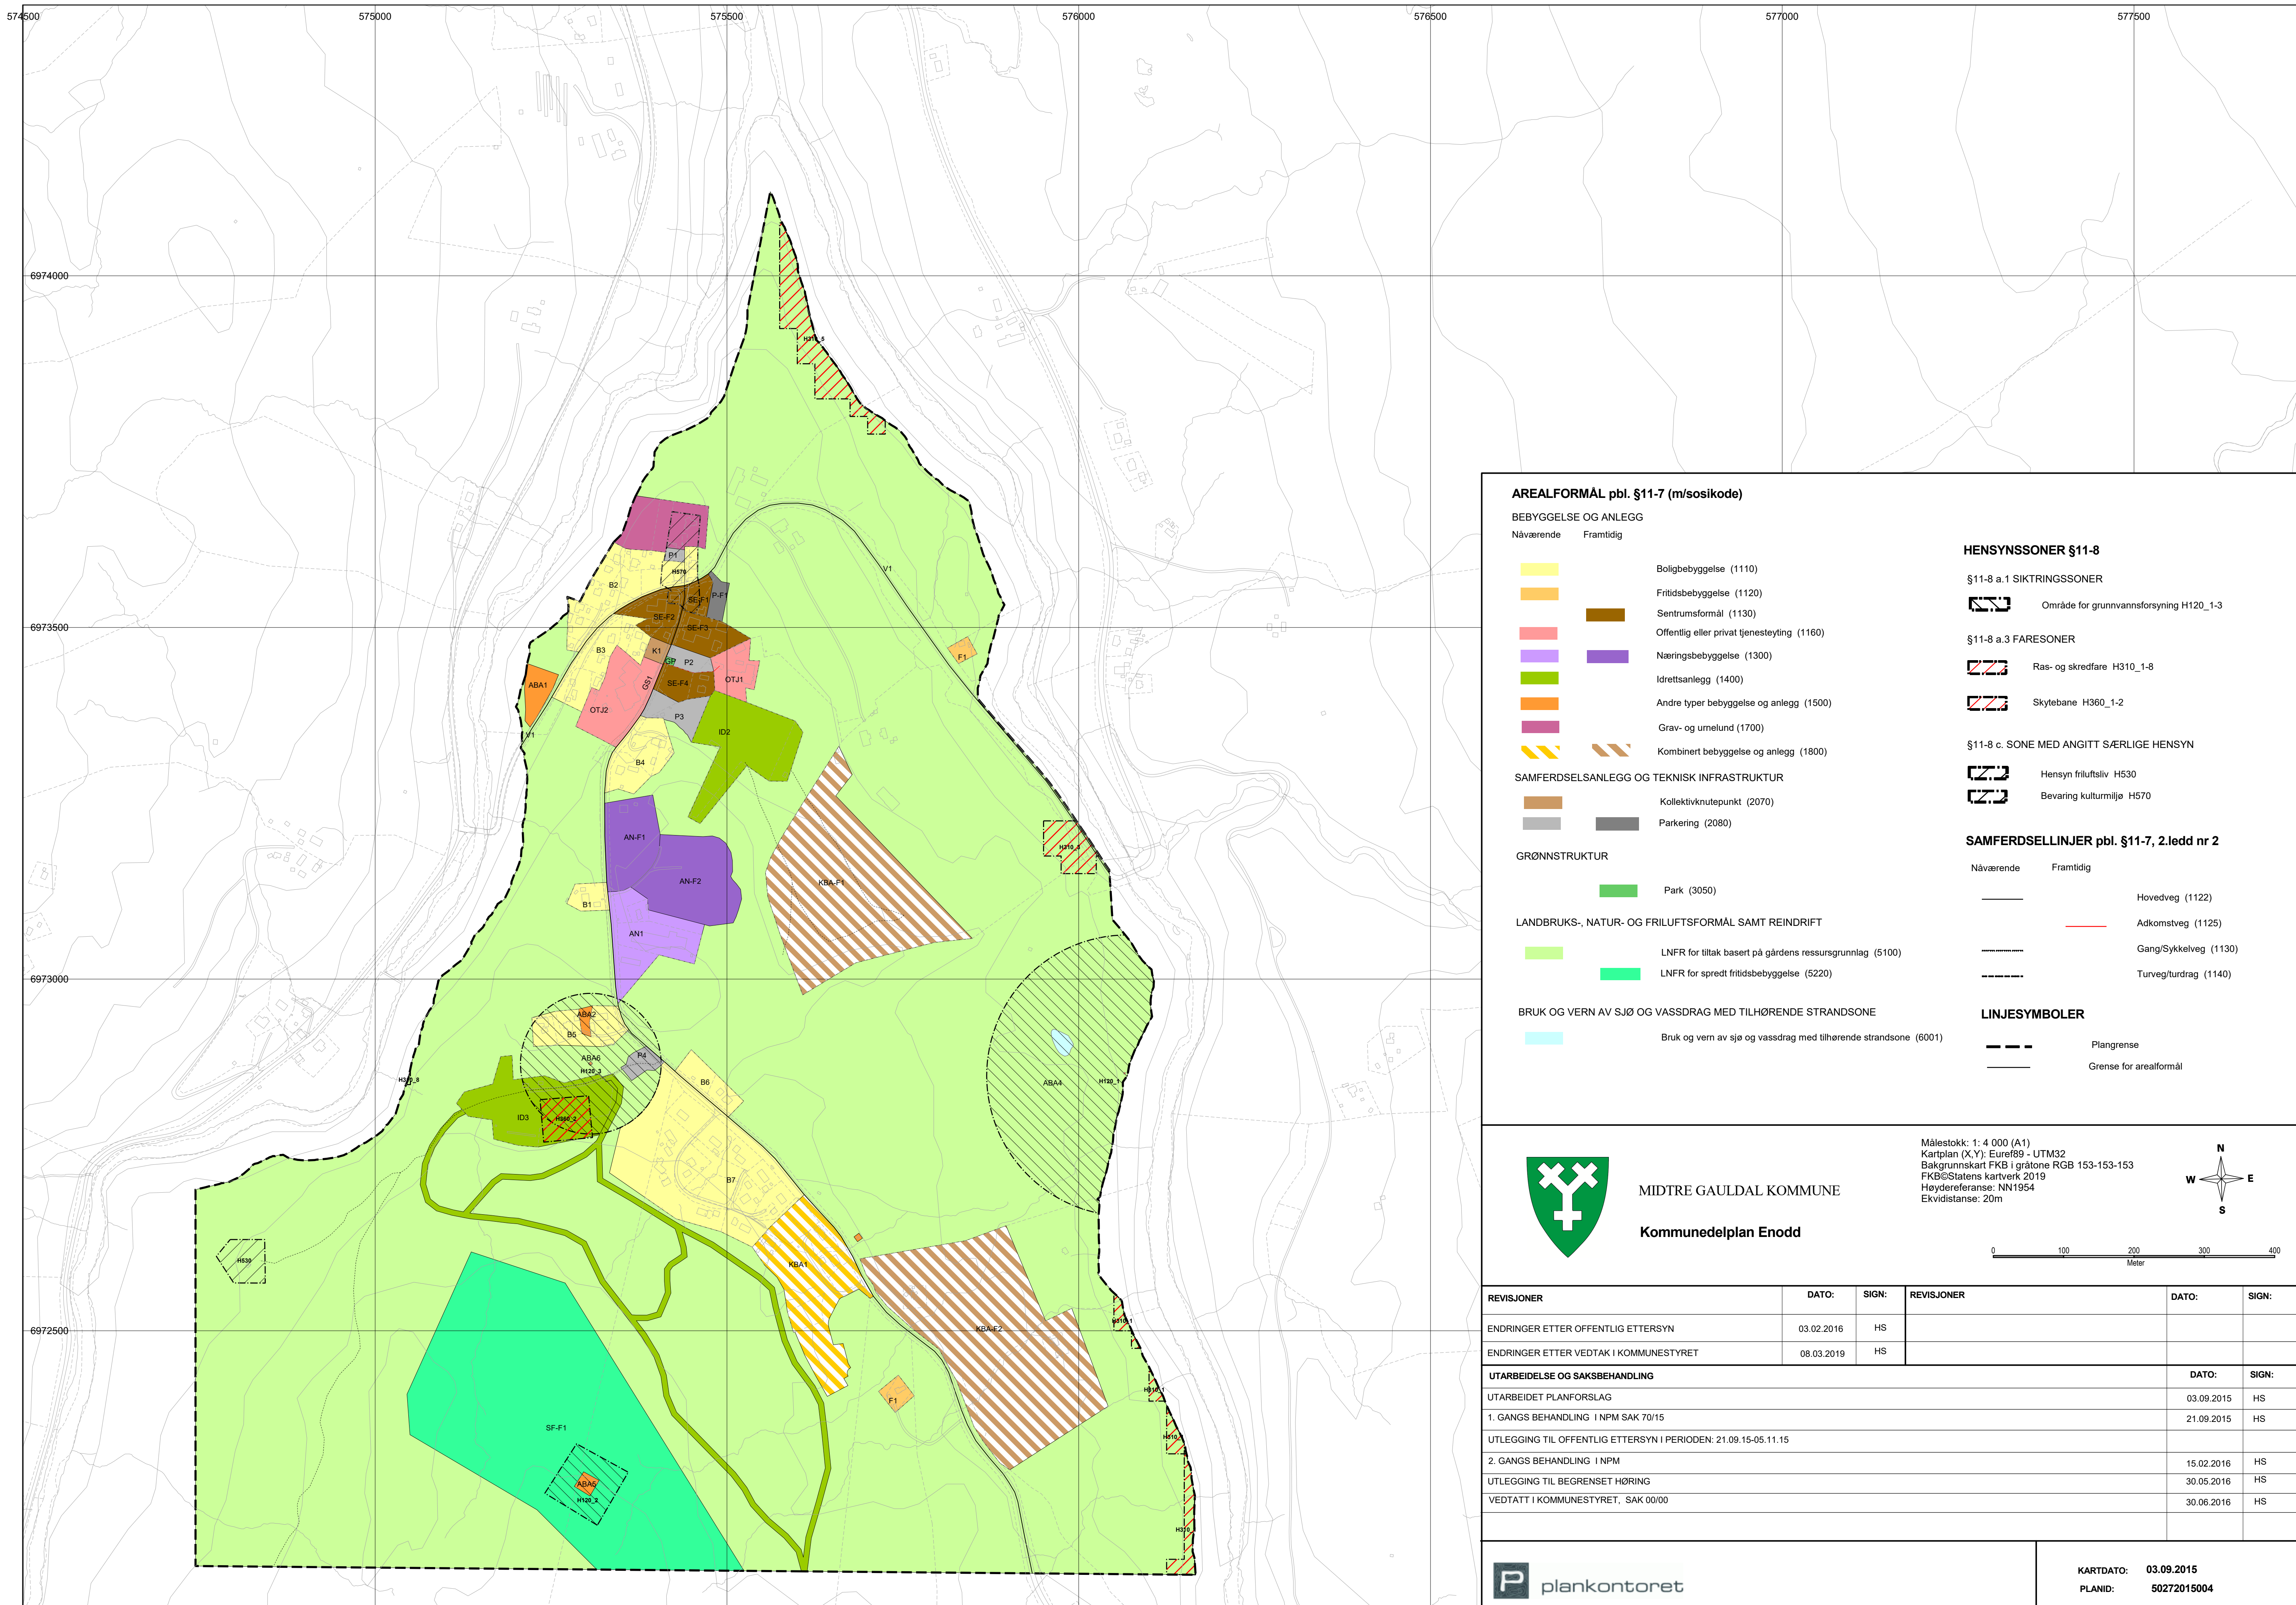 574500
575000
575500
576000
576500
577000
577500
6974000
6973500
6973000
6972500
H310_5
P1
H570
B2
V1
SE-F1
P-F1
SE-F2
SE-F3
B3
K1
GP
P2
F1
ABA1
GS1
SE-F4
OTJ1
OTJ2
P3
V1
ID2
B4
AN-F1
H310_3
AN-F2
KBA-F1
B1
AN1
ABA2
B5
P4
ABA6
H120_3
H310_8
B6
ABA4
H120_1
ID3
H360_2
B7
H530
KBA1
H310_1
KBA-F2
H310_1
F1
SF-F1
ABA5
H120_2
AREALFORMÅL pbl. §11-7 (m/sosikode)
BEBYGGELSE OG ANLEGG
Nåværende Framtidig
Boligbebyggelse (1110)
Fritidsbebyggelse (1120)
Sentrumsformål (1130)
Offentlig eller privat tjenesteyting (1160)
Næringsbebyggelse (1300)
Idrettsanlegg (1400)
Andre typer bebyggelse og anlegg (1500)
Grav- og urnelund (1700)
Kombinert bebyggelse og anlegg (1800)
SAMFERDSELSANLEGG OG TEKNISK INFRASTRUKTUR
Kollektivknutepunkt (2070)
Parkering (2080)
GRØNNSTRUKTUR
Park (3050)
LANDBRUKS-, NATUR- OG FRILUFTSFORMÅL SAMT REINDRIFT
LNFR for tiltak basert på gårdens ressursgrunnlag (5100)
LNFR for spredt fritidsbebyggelse (5220)
BRUK OG VERN AV SJØ OG VASSDRAG MED TILHØRENDE STRANDSONE
Bruk og vern av sjø og vassdrag med tilhørende strandsone (6001)
HENSYNSSONER §11-8
§11-8 a.1 SIKTRINGSSONER
Område for grunnvannsforsyning H120_1-3
§11-8 a.3 FARESONER
Ras- og skredfare H310_1-8
Skytebane H360_1-2
§11-8 c. SONE MED ANGITT SÆRLIGE HENSYN
Hensyn friluftsliv H530
Bevaring kulturmiljø H570
SAMFERDSELLINJER pbl. §11-7, 2.ledd nr 2
Nåværende Framtidig
Hovedveg (1122)
Adkomstveg (1125)
Gang/Sykkelveg (1130)
Turveg/turdrag (1140)
LINJESYMBOLER
Plangrense
Grense for arealformål
MIDTRE GAULDAL KOMMUNE
Kommunedelplan Enodd
Målestokk: 1: 4 000 (A1)
Kartplan (X,Y): Euref89 - UTM32
Bakgrunnskart FKB i gråtone RGB 153-153-153
FKB©Statens kartverk 2019
Høydereferanse: NN1954
Ekvidistanse: 20m
N
W E
S
0 100 200 300 400
Meter
REVISJONER DATO: SIGN: REVISJONER DATO: SIGN:
ENDRINGER ETTER OFFENTLIG ETTERSYN 03.02.2016 HS
ENDRINGER ETTER VEDTAK I KOMMUNESTYRET 08.03.2019 HS
UTARBEIDELSE OG SAKSBEHANDLING DATO: SIGN:
UTARBEIDET PLANFORSLAG 03.09.2015 HS
1. GANGS BEHANDLING I NPM SAK 70/15 21.09.2015 HS
UTLEGGING TIL OFFENTLIG ETTERSYN I PERIODEN: 21.09.15-05.11.15
2. GANGS BEHANDLING I NPM 15.02.2016 HS
UTLEGGING TIL BEGRENSET HØRING 30.05.2016 HS
VEDTATT I KOMMUNESTYRET, SAK 00/00 30.06.2016 HS
P plankontoret
KARTDATO: 03.09.2015
PLANID: 50272015004